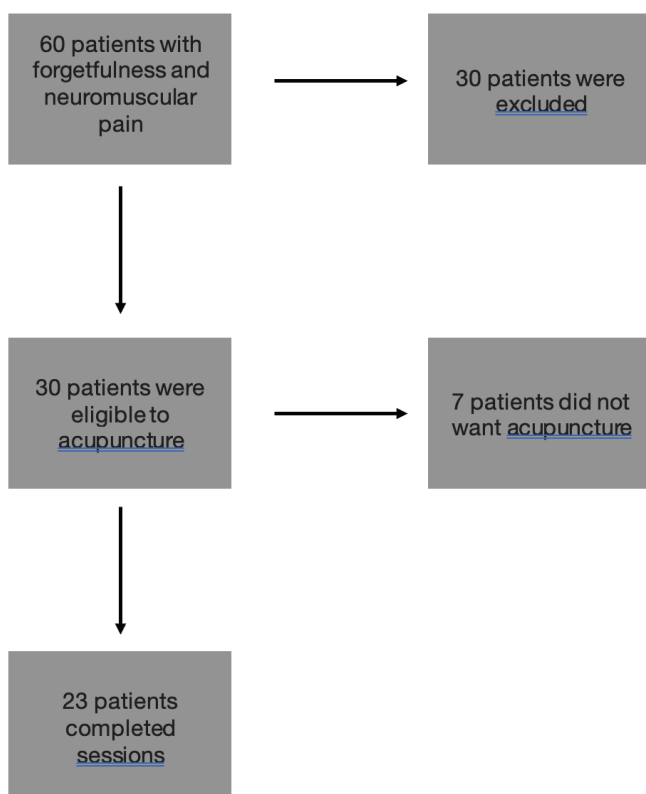 60 patients with
forgetfulness and
neuromuscular
pain
30 patients were
excluded
30 patients were
eligible to
acupuncture
7 patients did not
want acupuncture
23 patients
completed
sessions